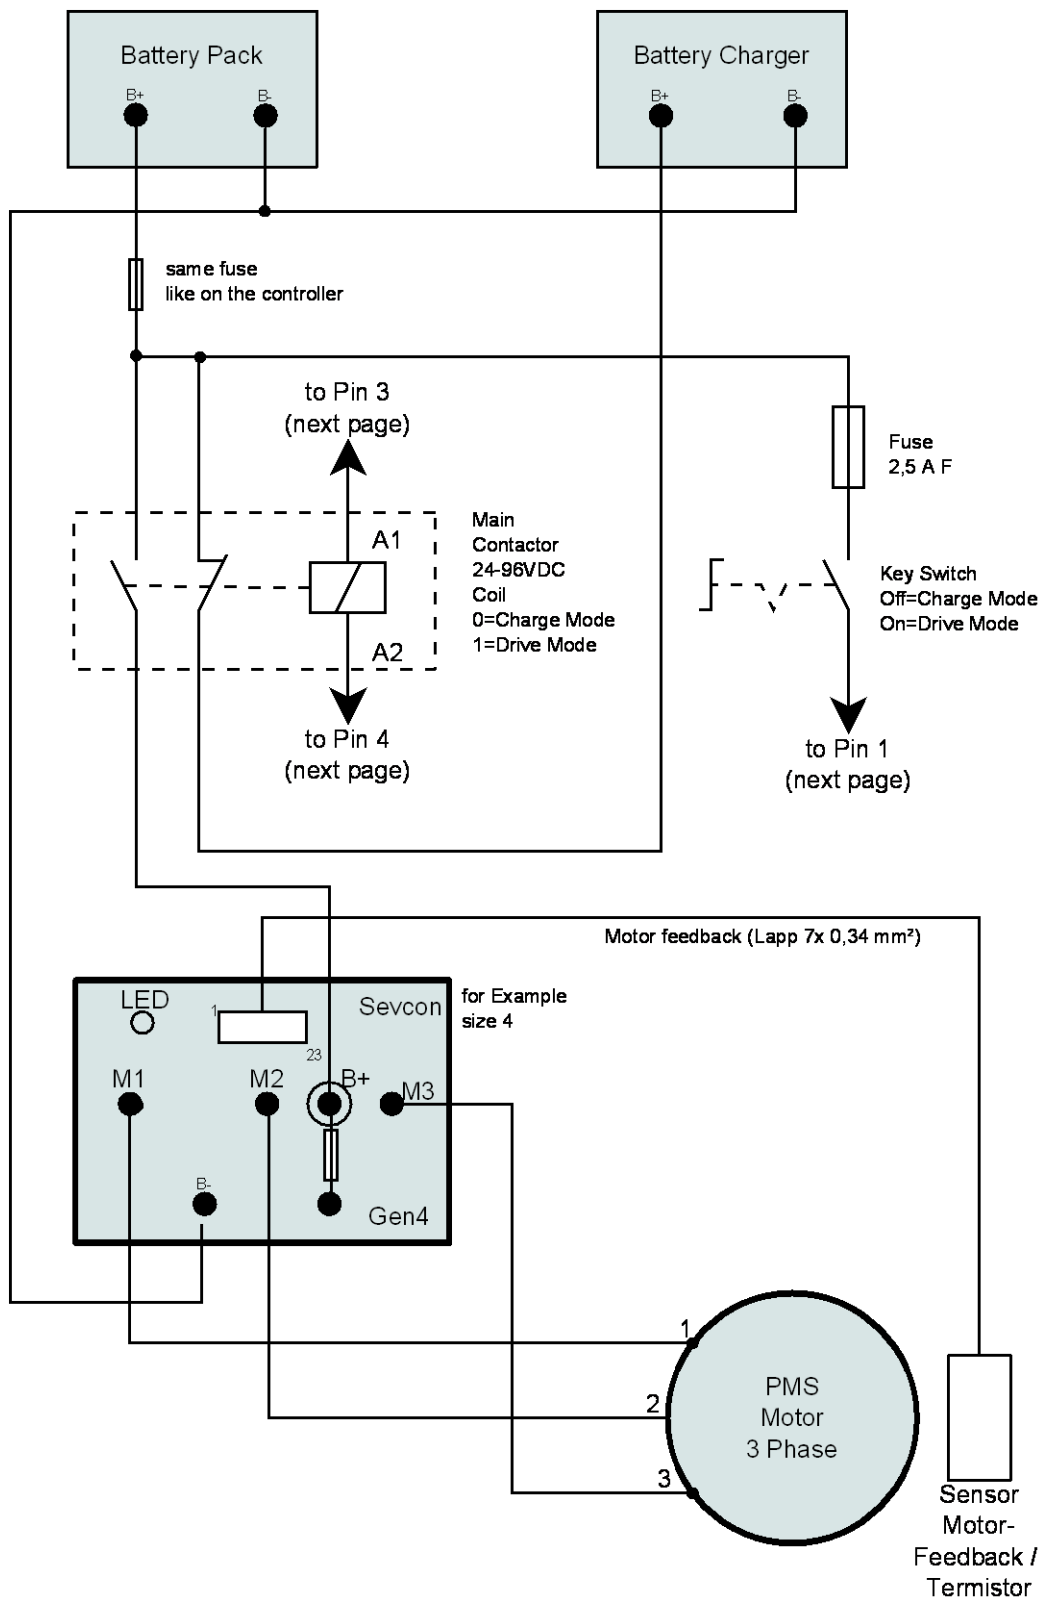 Battery Pack
B+
B-
Battery Charger
B+
B-
same fuse
like on the controller
to Pin 3
(next page)
Fuse
2,5 A F
A1
A2
Main
Contactor
24-96VDC
Coil
0=Charge Mode
1=Drive Mode
Key Switch
Off=Charge Mode
On=Drive Mode
to Pin 4
(next page)
to Pin 1
(next page)
Motor feedback (Lapp 7x 0,34 mm²)
LED
1
23
Sevcon
for Example
size 4
M1
M2
B+
M3
B-
Gen4
1
2
3
PMS
Motor
3 Phase
Sensor
Motor-
Feedback /
Termistor